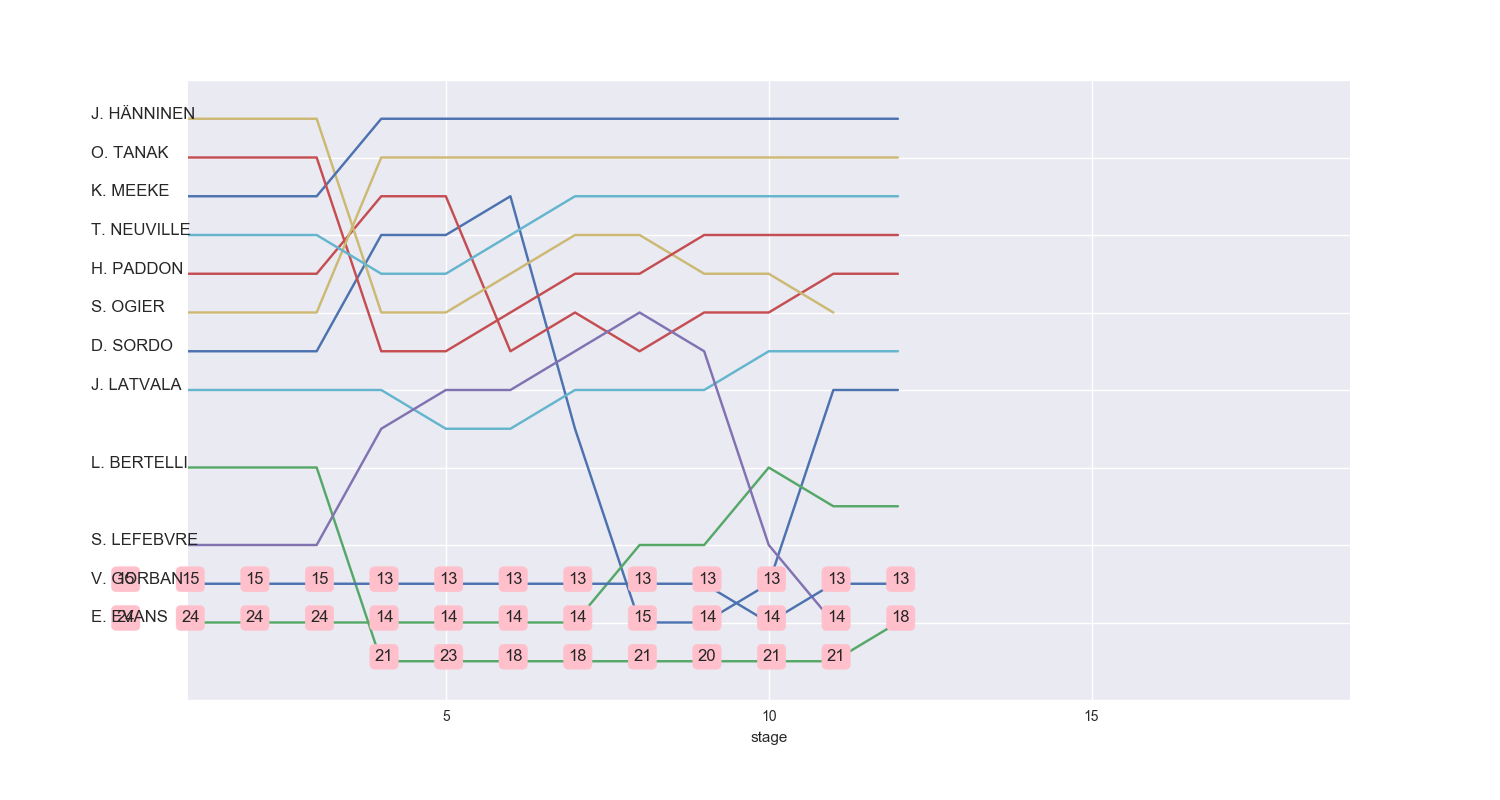 J. HÄNNINEN
O. TANAK
K. MEEKE
T. NEUVILLE
H. PADDON
S. OGIER
D. SORDO
J. LATVALA
L. BERTELLI
S. LEFEBVRE
V. GORBAN 15 15 15 15 13 13 13 13 13 13 13 13 13
E. EVANS 24 24 24 24 14 14 14 14 15 14 14 14 18
21 23 18 18 21 20 21 21
5 10 15
stage